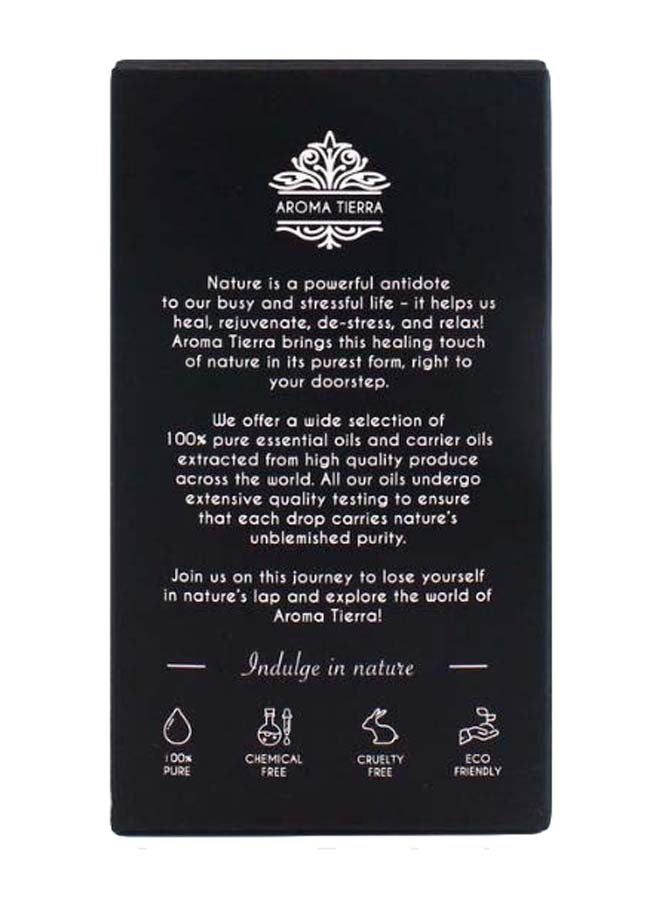 AROMA TIERRA
Nature is a powerful antidote
to our busy and stressful life - it helps us
heal, rejuvenate, de-stress, and relax!
Aroma Tierra brings this healing touch
of nature in its purest form, right to
your doorstep.
We offer a wide selection of
100% pure essential oils and carrier oils
extracted from high quality produce
across the world. All our oils undergo
extensive quality testing to ensure
that each drop carries nature's
unblemished purity.
Join us on this journey to lose yourself
in nature's lap and explore the world of
Aroma Tierra!
Indulge in nature
100% PURE
CHEMICAL FREE
CRUELTY FREE
ECO FRIENDLY